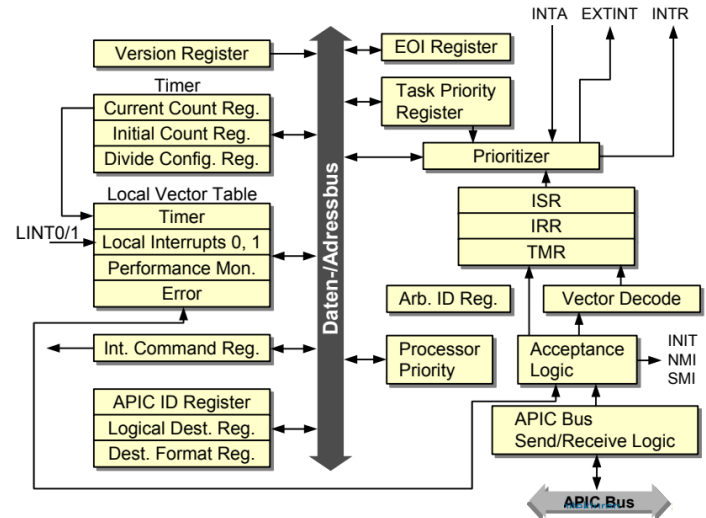 INTA EXTINT INTR
Version Register
EOI Register
Timer
Current Count Reg.
Initial Count Reg.
Divide Config. Reg.
Task Priority
Register
Prioritizer
Local Vector Table
Timer
LINT0/1
Local Interrupts 0, 1
Performance Mon.
Error
Daten-/Adressbus
ISR
IRR
TMR
Arb. ID Reg.
Vector Decode
Int. Command Reg.
Processor
Priority
Acceptance
Logic
INIT
NMI
SMI
APIC ID Register
Logical Dest. Reg.
Dest. Format Reg.
APIC Bus
Send/Receive Logic
APIC Bus